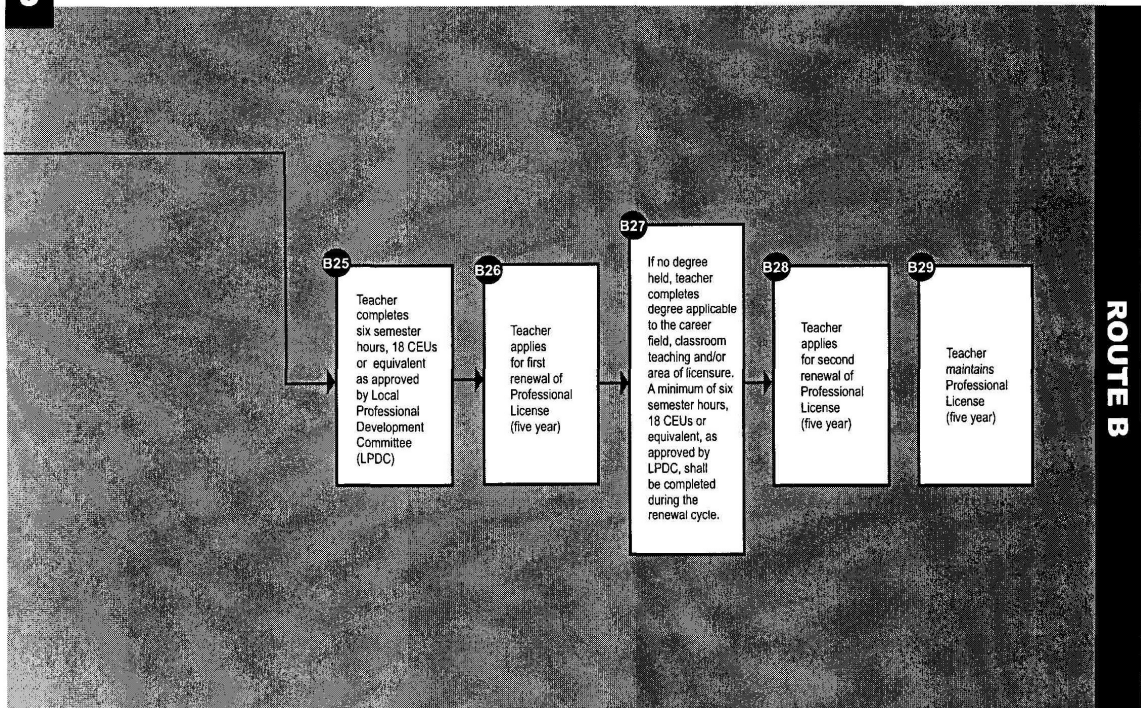 ROUTE B
B25
Teacher
completes
six semester
hours, 18 CEUs
or equivalent
as approved
by Local
Professional
Development
Committee
(LPDC)
B26
Teacher
applies
for first
renewal of
Professional
License
(five year)
B27
If no degree
held, teacher
completes
degree applicable
to the career
field, classroom
teaching and/or
area of licensure.
A minimum of six
semester hours,
18 CEUs or
equivalent, as
approved by
LPDC, shall
be completed
during the
renewal cycle.
B28
Teacher
applies
for second
renewal of
Professional
License
(five year)
B29
Teacher
maintains
Professional
License
(five year)